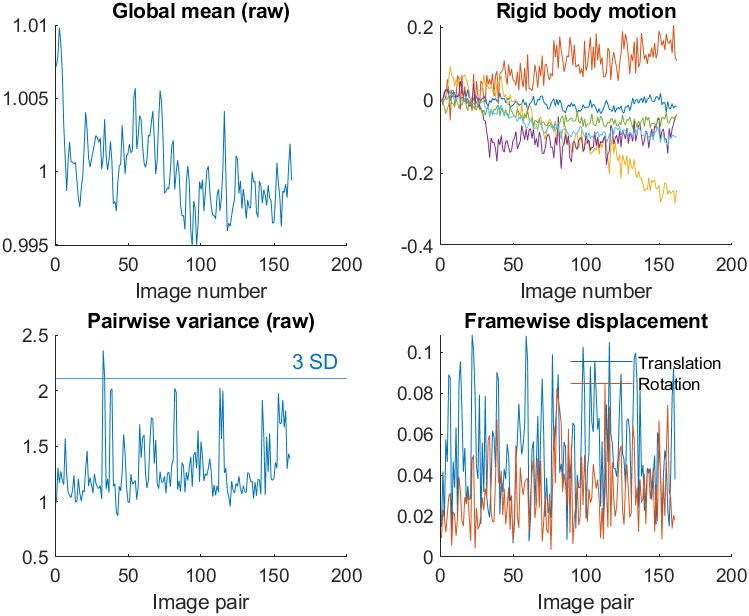 Global mean (raw)
1.01
1.005
1
0.995
0 50 100 150 200
Image number
Rigid body motion
0.2
0
-0.2
-0.4
0 50 100 150 200
Image number
Pairwise variance (raw)
2.5
3 SD
2
1.5
1
0.5
0 50 100 150 200
Image pair
Framewise displacement
0.1
Translation
Rotation
0.08
0.06
0.04
0.02
0
0 50 100 150 200
Image pair